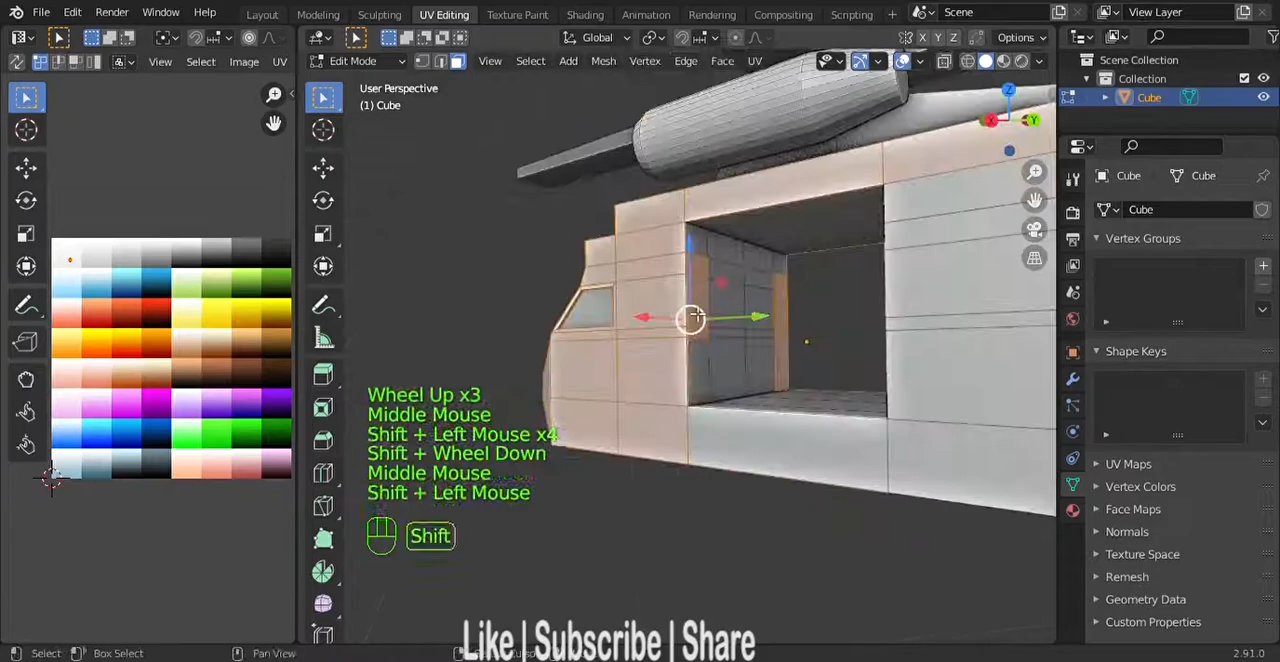 File Edit Render Window Help Layout Modeling Sculpting UV Editing Texture Paint Shading Animation Rendering Compositing Scripting + Scene View Layer
Global X Y Z Options
View Select Image UV Edit Mode View Select Add Mesh Vertex Edge Face UV
User Perspective
(1) Cube
Z
X
Y
Scene Collection
Collection
Cube
Cube Cube
Cube
Vertex Groups
Shape Keys
UV Maps
Vertex Colors
Face Maps
Normals
Texture Space
Remesh
Geometry Data
Custom Properties
Wheel Up x3
Middle Mouse
Shift + Left Mouse x4
Shift + Wheel Down
Middle Mouse
Shift + Left Mouse
Shift
Like | Subscribe | Share
Select Box Select Pan View 2.91.0